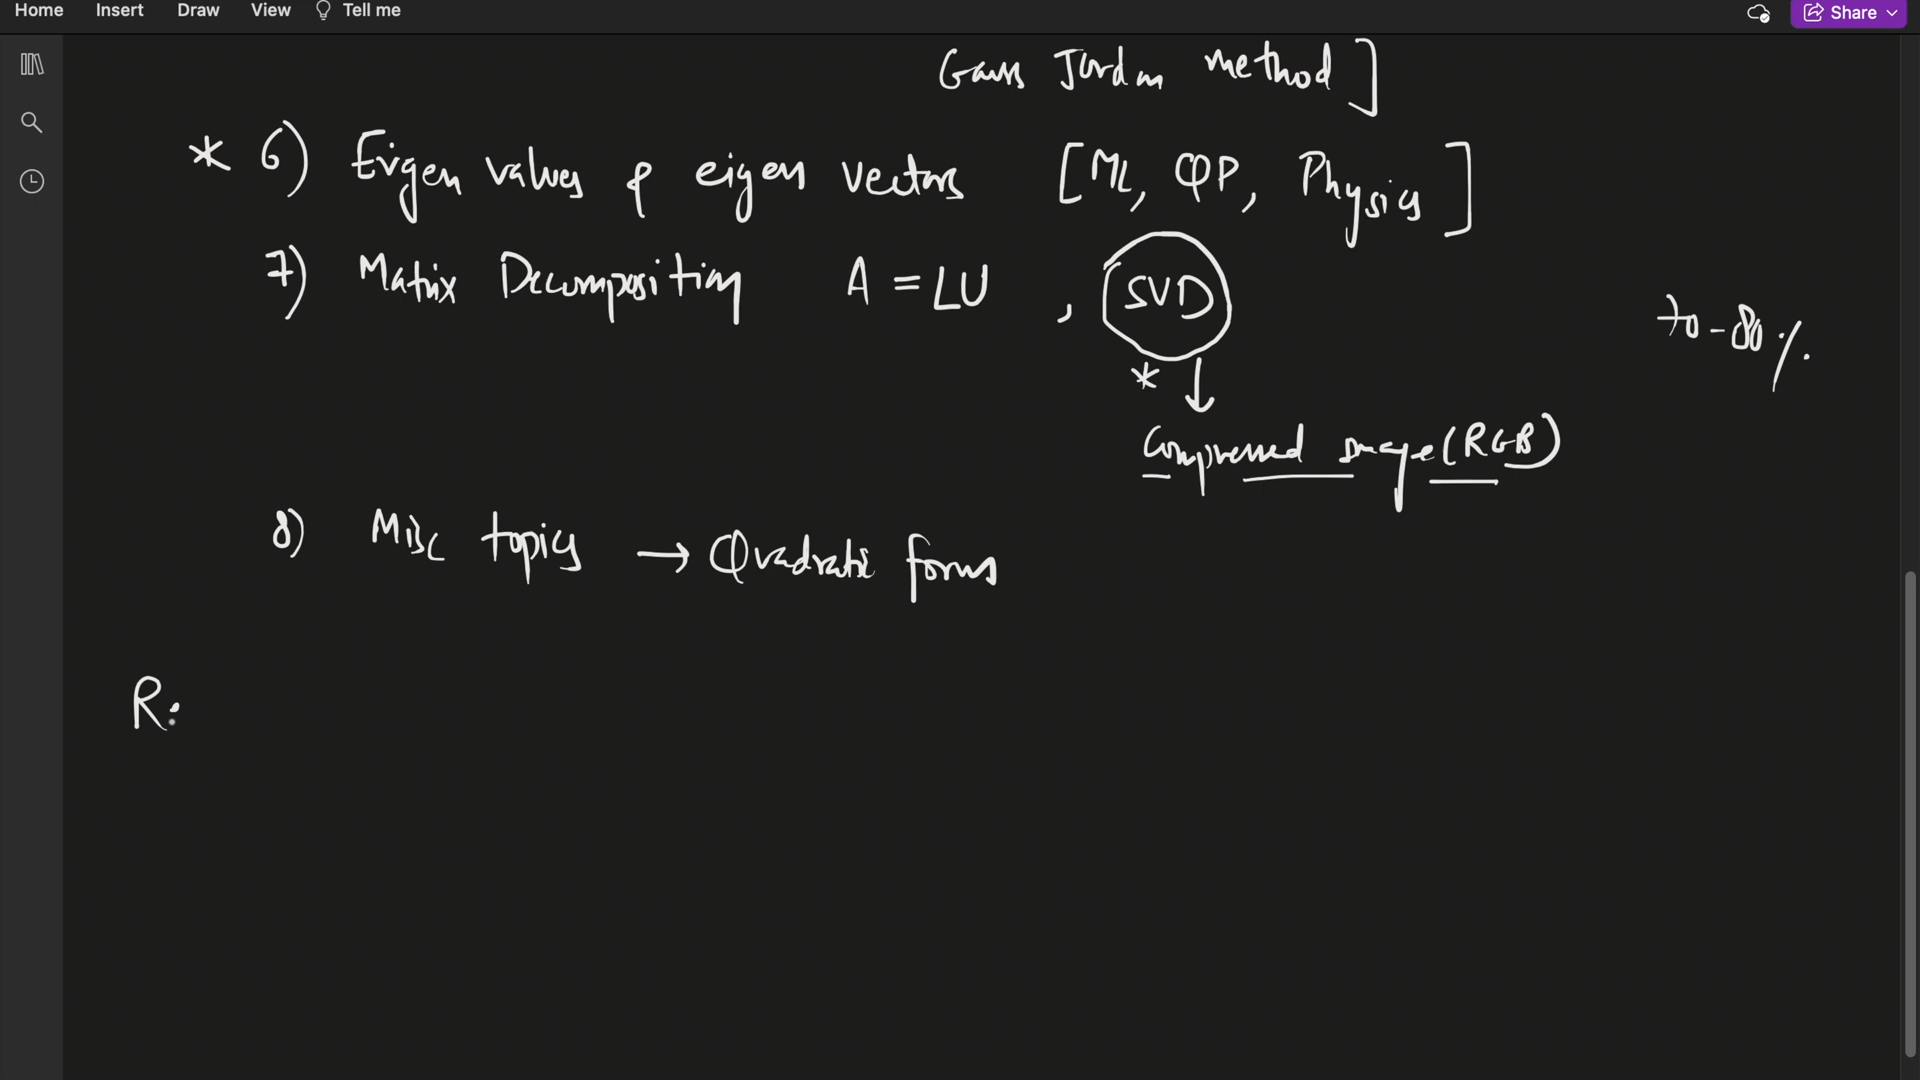 Home Insert Draw View Tell me Share
Gauss Jordan method]
* 6) Eigen values & eigen vectors [ML, QP, Physics]
7) Matrix Decomposition A = LU , SVD
70-80%
* ↓
Compressed Image (RGB)
8) Misc topics → Quadratic forms
R: